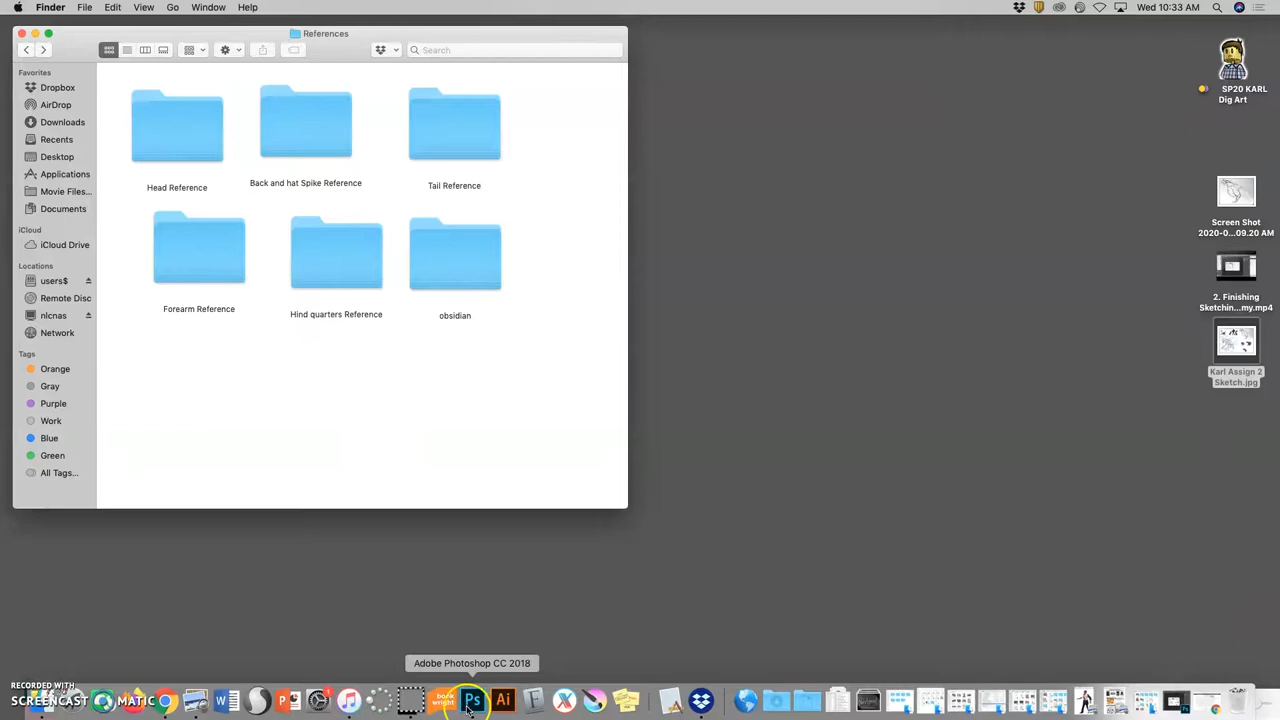 Finder File Edit View Go Window Help
Wed 10:33 AM
References
Search
Favorites
Dropbox
AirDrop
Downloads
Recents
Desktop
Applications
Movie Files...
Documents
iCloud
iCloud Drive
Locations
users$
Remote Disc
nlcnas
Network
Tags
Orange
Gray
Purple
Work
Blue
Green
All Tags...
Head Reference
Back and hat Spike Reference
Tail Reference
Forearm Reference
Hind quarters Reference
obsidian
SP20 KARL
Dig Art
Screen Shot
2020-0...09.20 AM
2. Finishing
Sketchin...my.mp4
Karl Assign 2
Sketch.jpg
Adobe Photoshop CC 2018
RECORDED WITH
SCREENCAST MATIC
book
wright
Ps
Ai